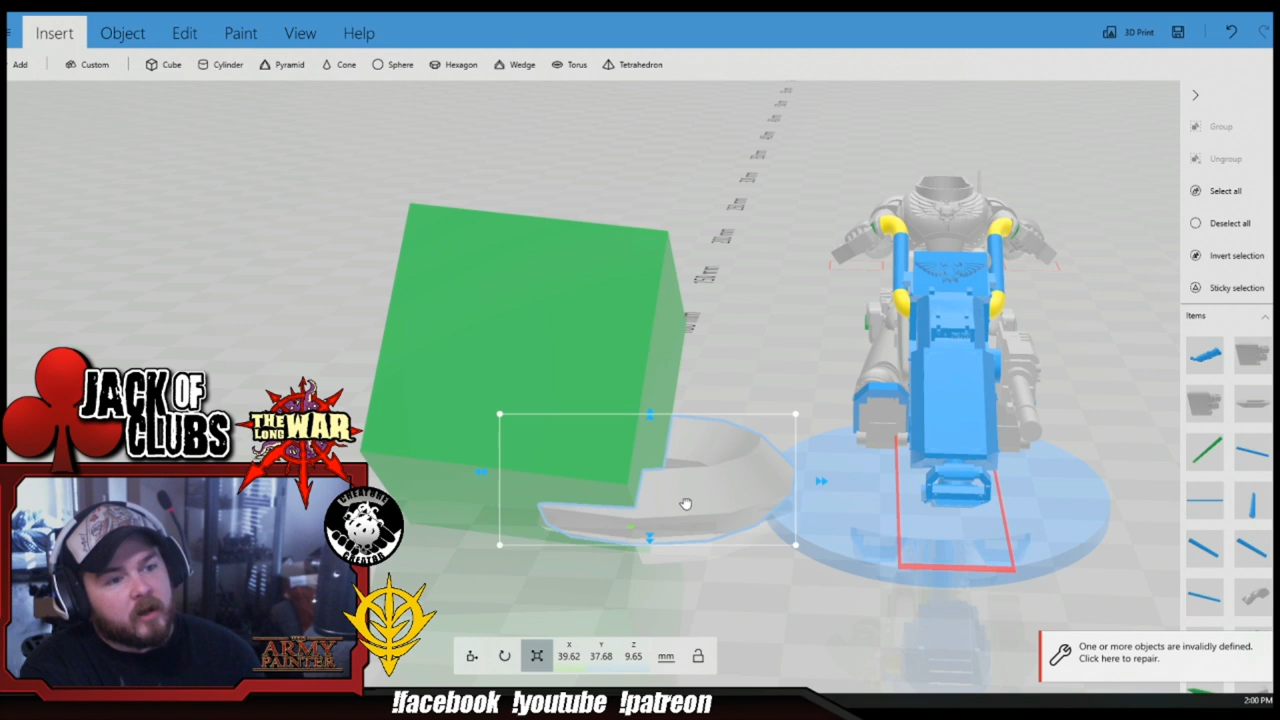 Insert Object Edit Paint View Help 3D Print
Add Custom Cube Cylinder Pyramid Cone Sphere Hexagon Wedge Torus Tetrahedron
Group
Ungroup
Select all
Deselect all
Invert selection
Sticky selection
Items
JACK OF
CLUBS
THE
LONG WAR
CREATURE
CREATOR
THE
ARMY
PAINTER
X Y Z
39.62 37.68 9.65 mm
One or more objects are invalidly defined.
Click here to repair.
!facebook !youtube !patreon
2:00 PM